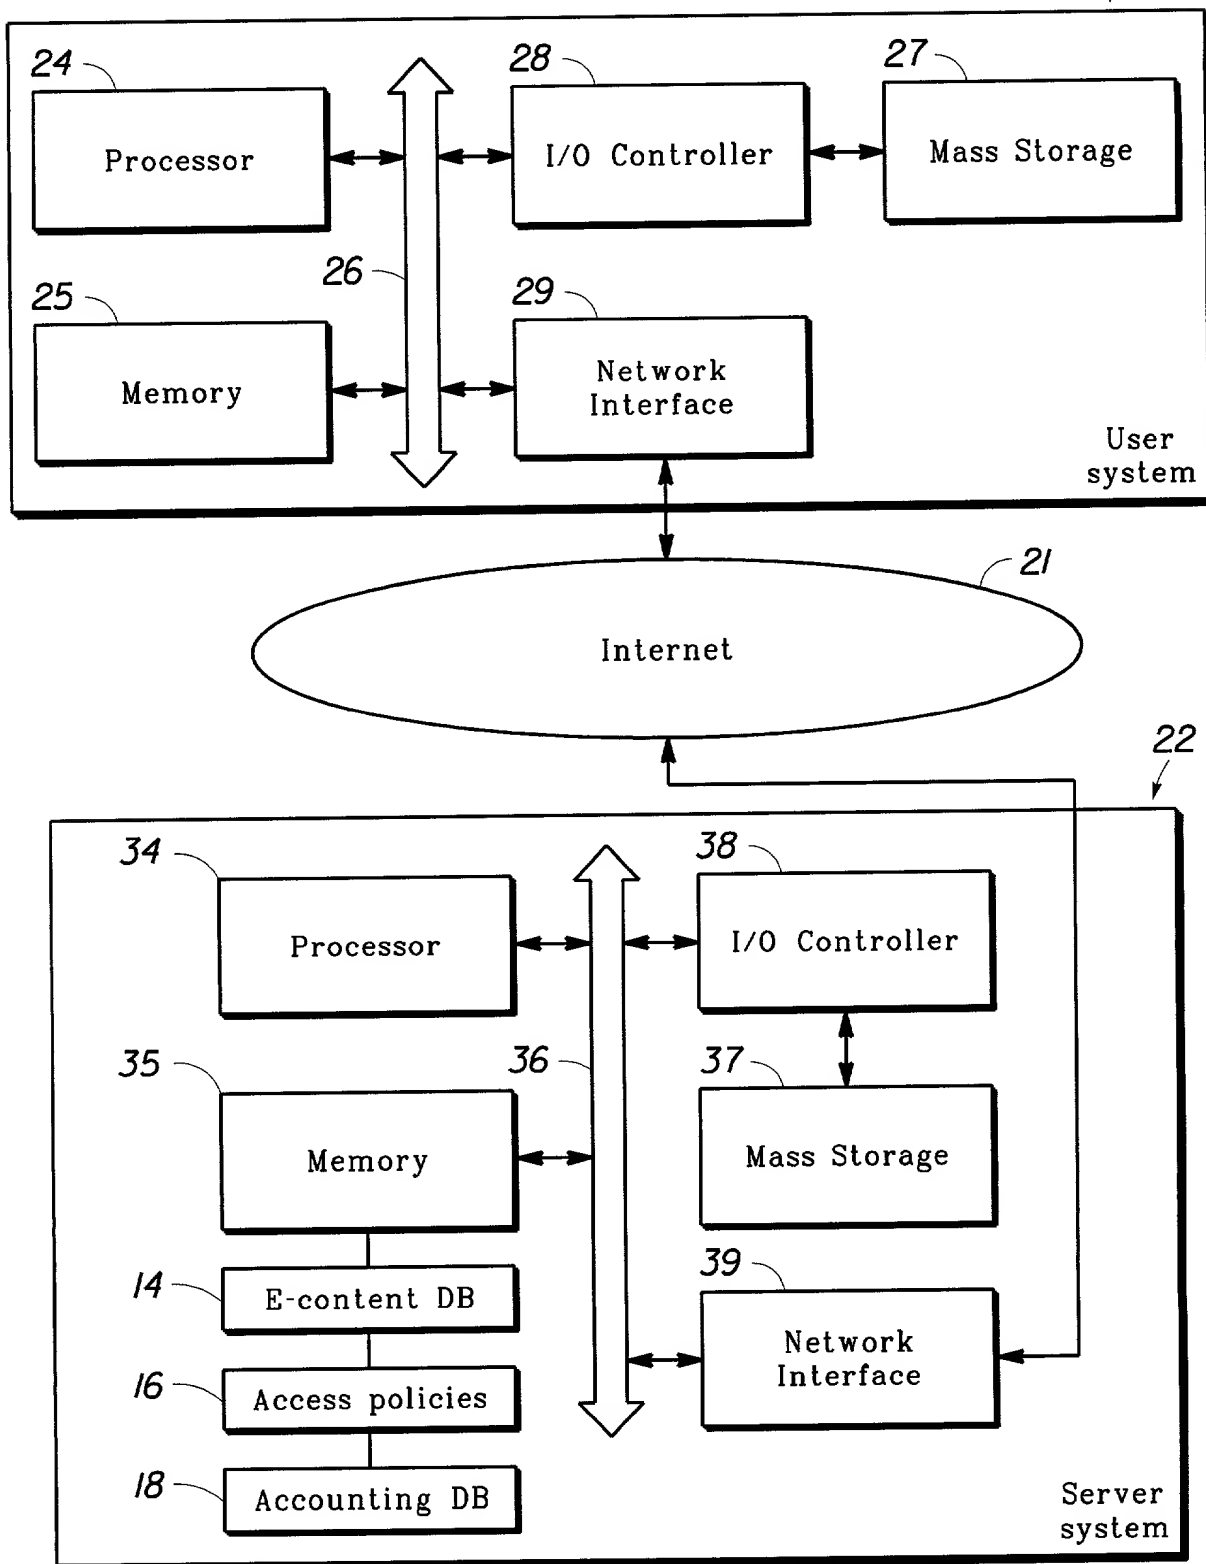 24
28
27
Processor
I/O Controller
Mass Storage
26
25
29
Memory
Network
Interface
User
system
21
Internet
22
34
38
Processor
I/O Controller
35
36
37
Memory
Mass Storage
14
E-content DB
39
Network
Interface
16
Access policies
18
Accounting DB
Server
system